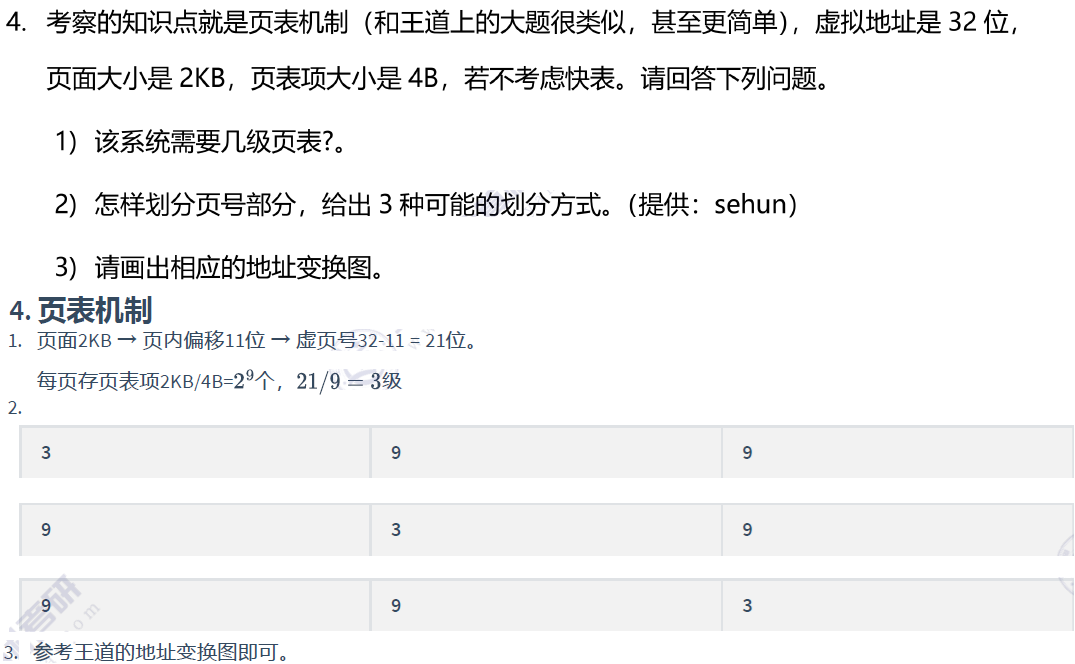 4. 考察的知识点就是页表机制（和王道上的大题很类似，甚至更简单），虚拟地址是 32 位，
页面大小是 2KB，页表项大小是 4B，若不考虑快表。请回答下列问题。
1) 该系统需要几级页表?。
2) 怎样划分页号部分，给出 3 种可能的划分方式。（提供：sehun）
3) 请画出相应的地址变换图。
4. 页表机制
1. 页面2KB → 页内偏移11位 → 虚页号32-11 = 21位。
每页存页表项2KB/4B=2⁹个，21/9 = 3级
2.
3 9 9
9 3 9
9 9 3
3. 参考王道的地址变换图即可。